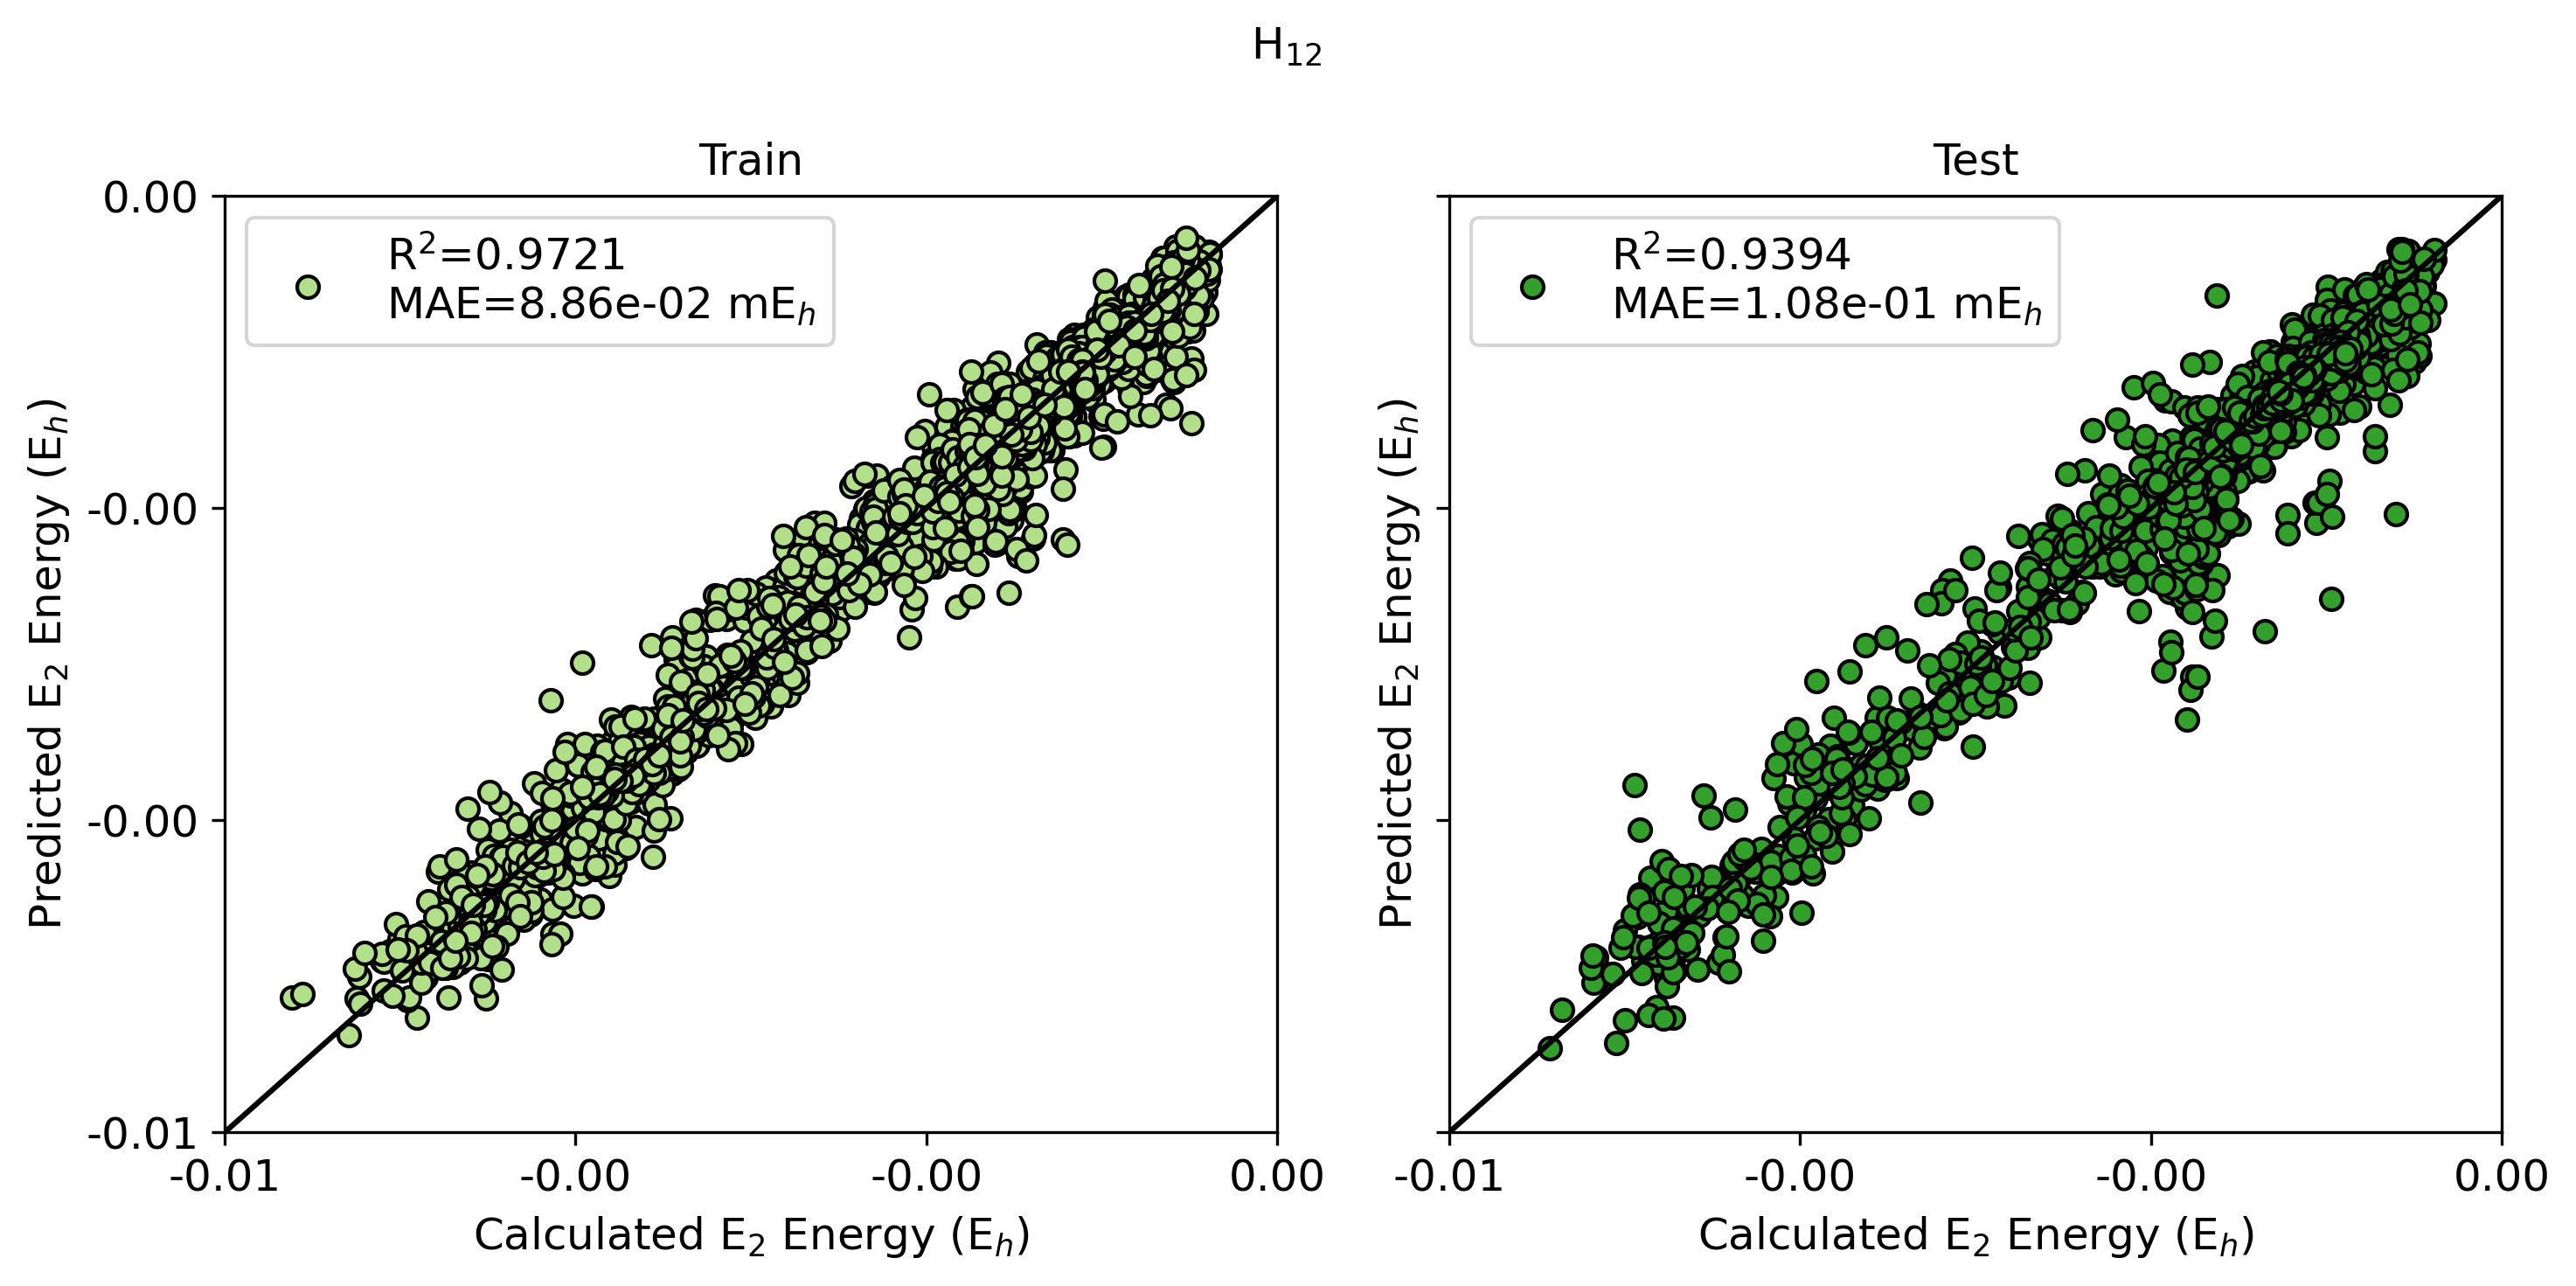 H₁₂
Train
Test
R²=0.9721
MAE=8.86e-02 mEₕ
R²=0.9394
MAE=1.08e-01 mEₕ
0.00
-0.00
-0.00
-0.01
Predicted E₂ Energy (Eₕ)
Predicted E₂ Energy (Eₕ)
-0.01 -0.00 -0.00 0.00
-0.01 -0.00 -0.00 0.00
Calculated E₂ Energy (Eₕ)
Calculated E₂ Energy (Eₕ)